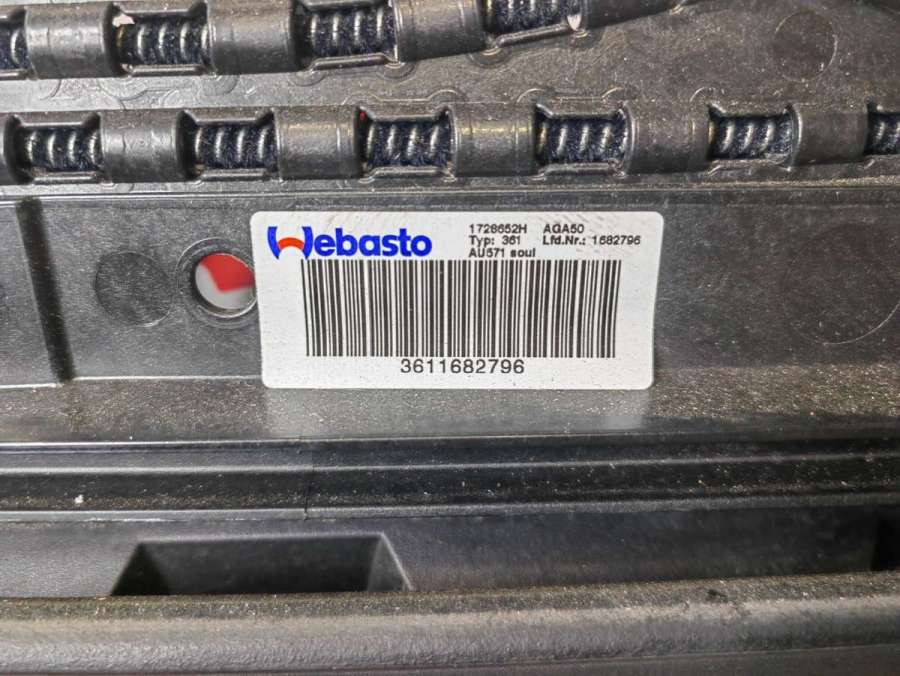 Webasto
1728652H AGA50
Typ: 361 Lfd.Nr.: 1682796
AU571 soul
3611682796